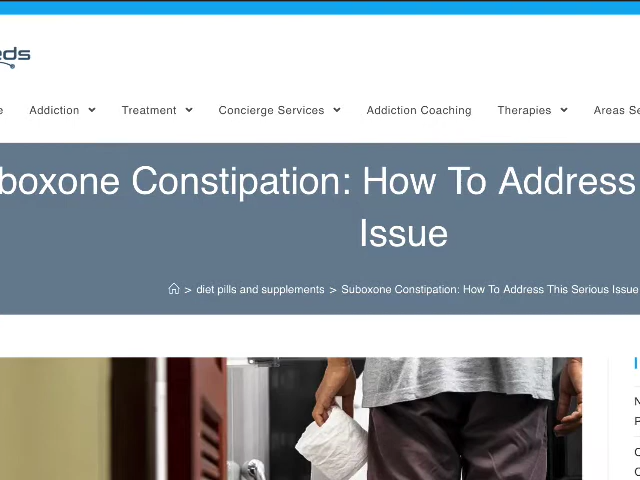 eds
e Addiction Treatment Concierge Services Addiction Coaching Therapies Areas Se
boxone Constipation: How To Address
Issue
> diet pills and supplements > Suboxone Constipation: How To Address This Serious Issue
N
C